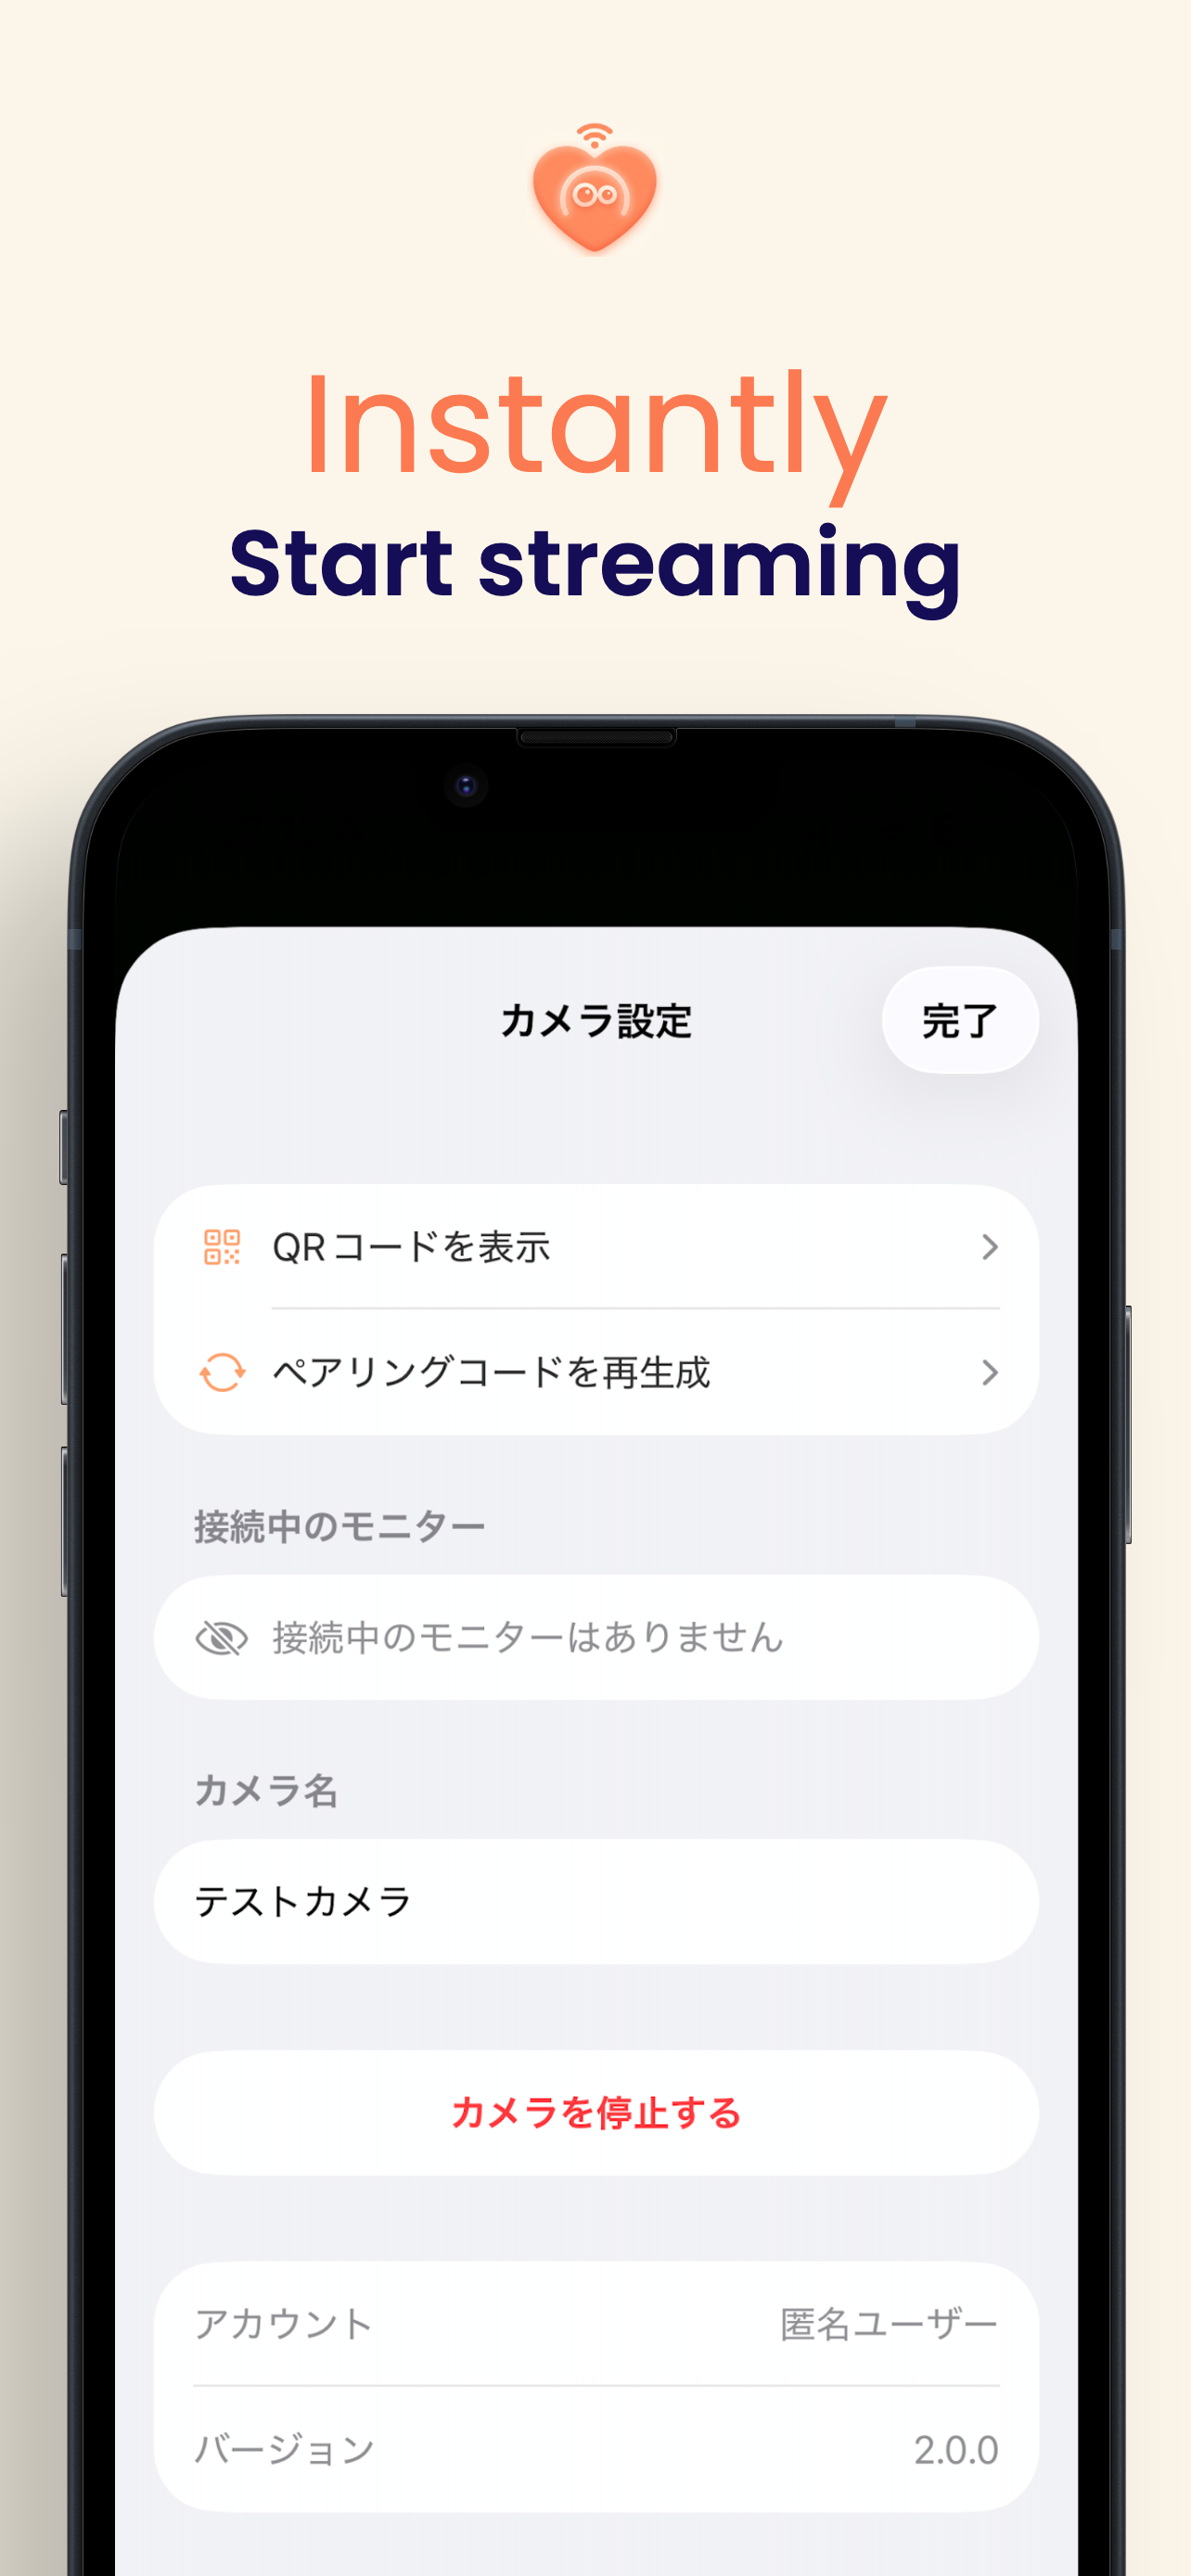 Instantly
Start streaming
カメラ設定
完了
QRコードを表示
ペアリングコードを再生成
接続中のモニター
接続中のモニターはありません
カメラ名
テストカメラ
カメラを停止する
アカウント 匿名ユーザー
バージョン 2.0.0